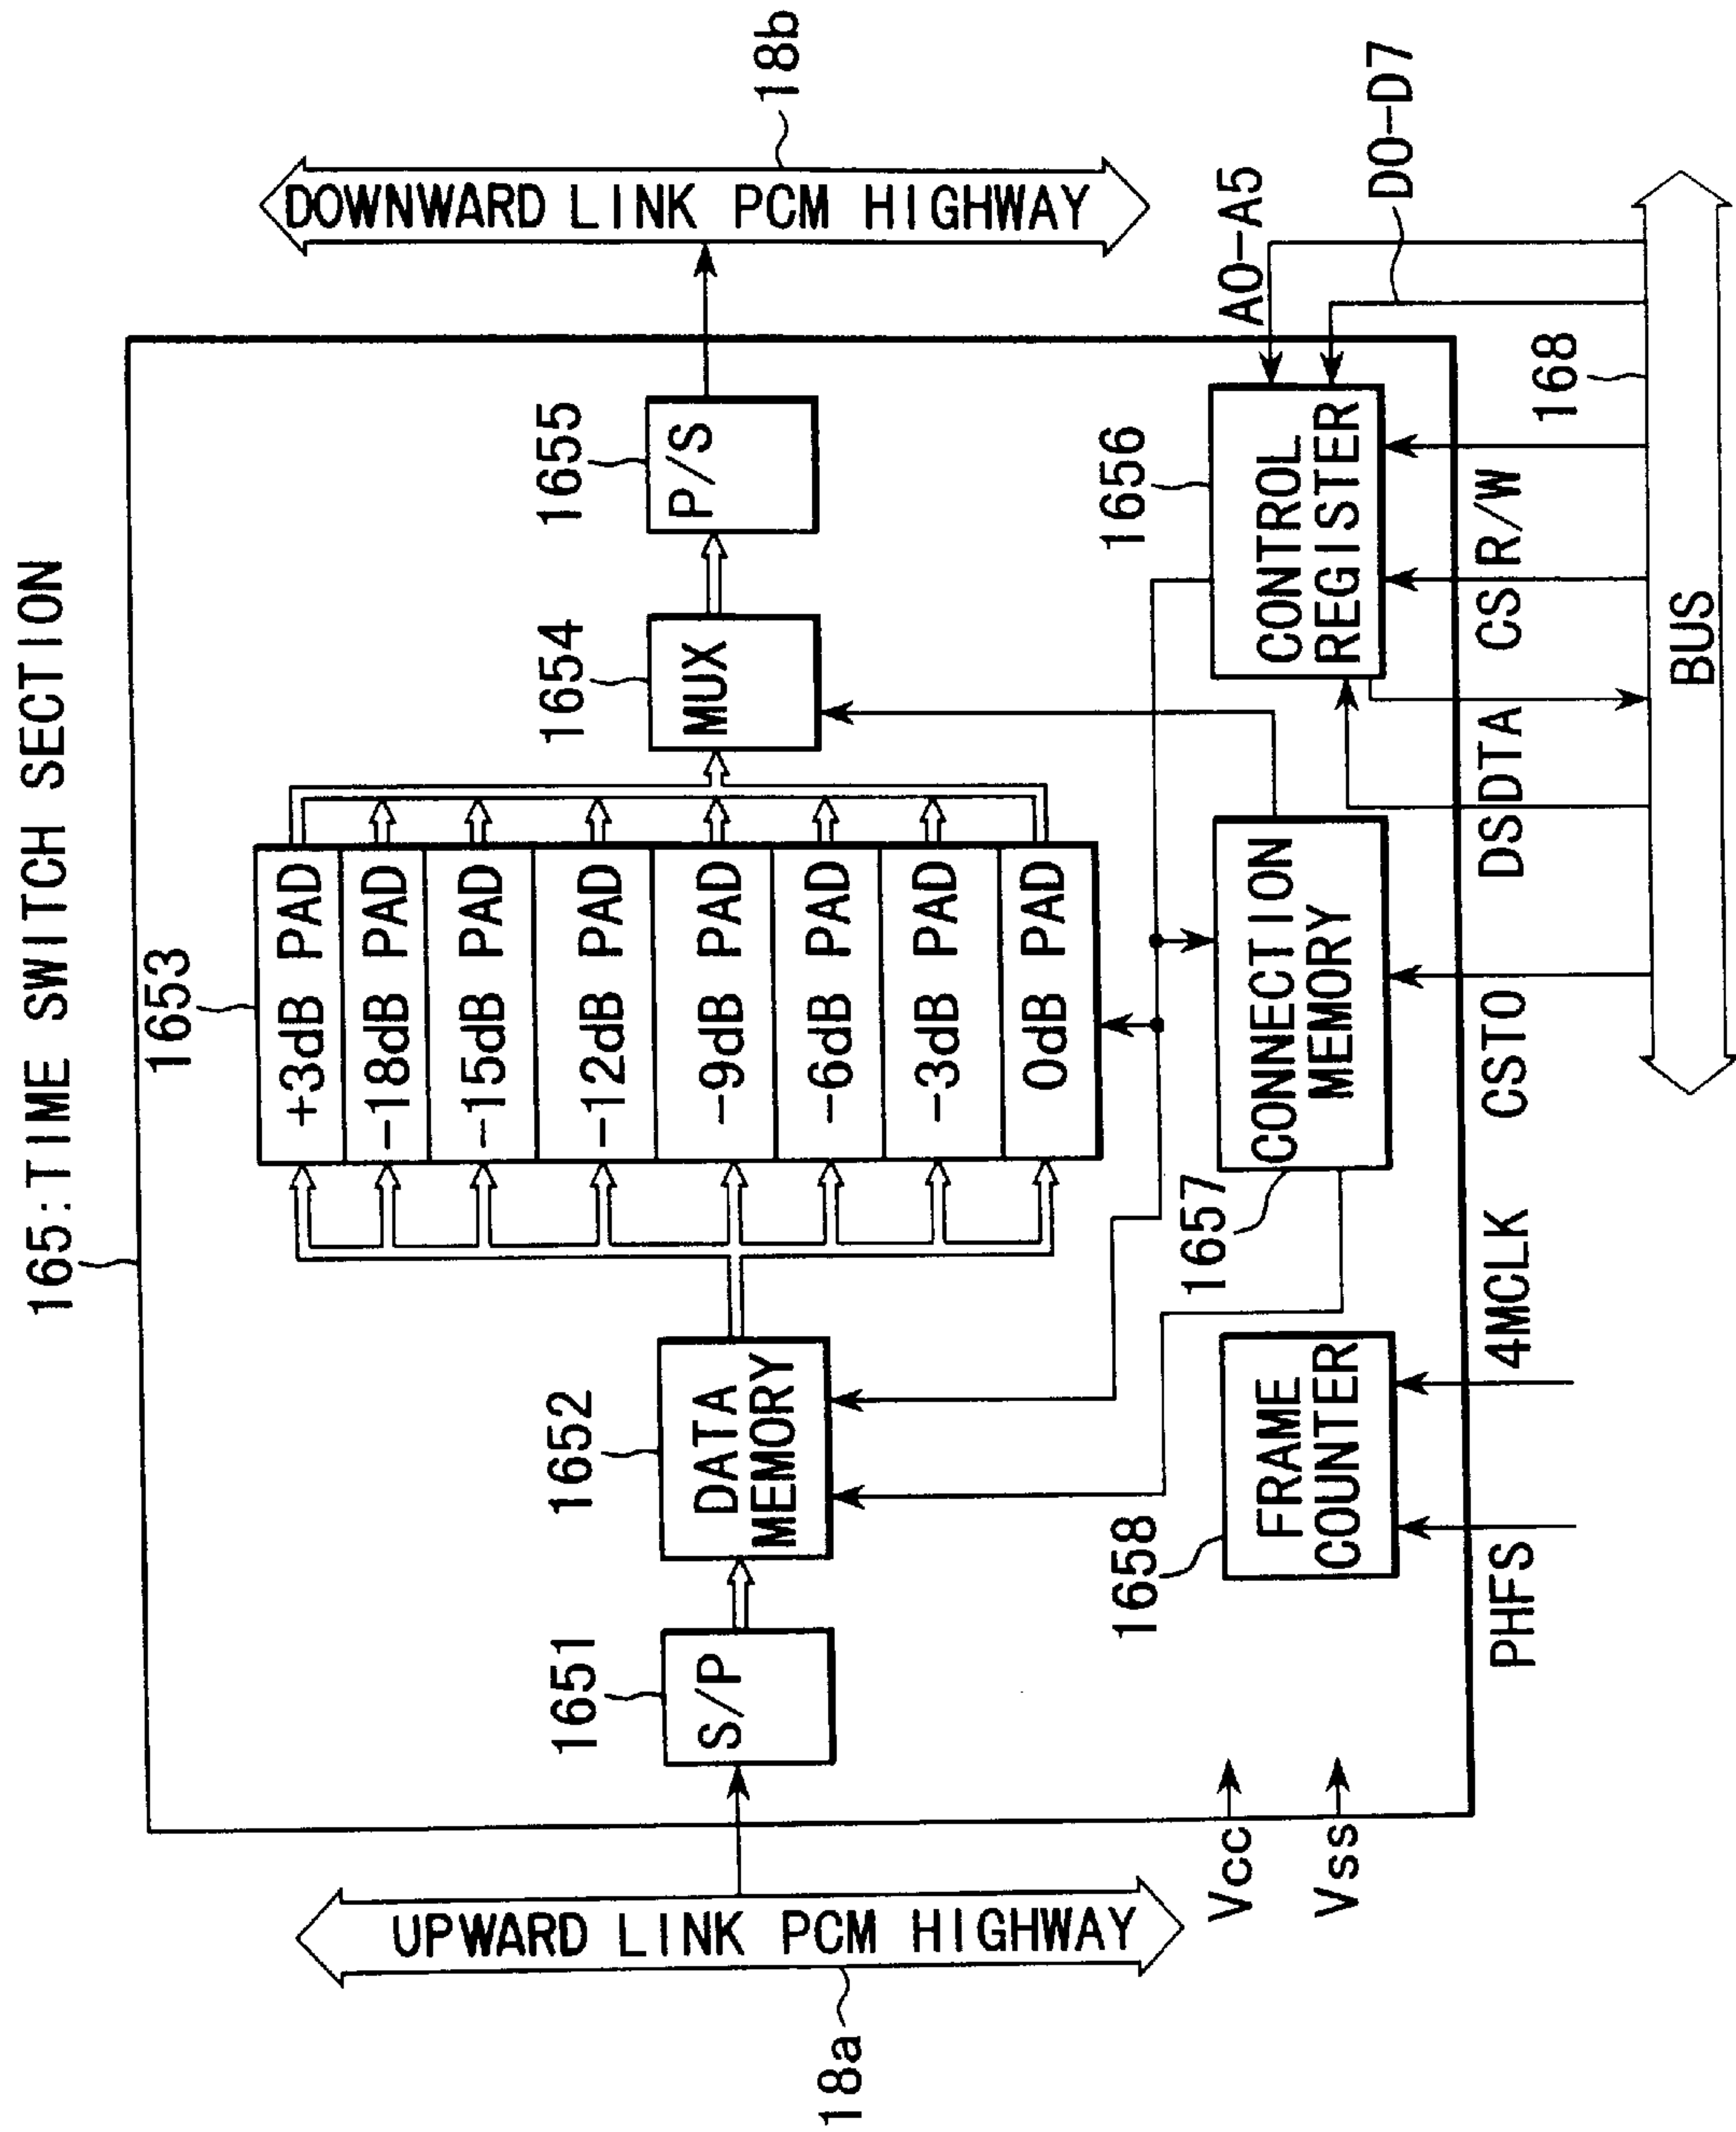 165:TIME SWITCH SECTION
1653
+3dB PAD
-18dB PAD
-15dB PAD
-12dB PAD
-9dB PAD
-6dB PAD
-3dB PAD
0dB PAD
1651
S/P
1652
DATA
MEMORY
1654
MUX
1655
P/S
18a
UPWARD LINK PCM HIGHWAY
DOWNWARD LINK PCM HIGHWAY
18b
1658
FRAME
COUNTER
1657
CONNECTION
MEMORY
1656
CONTROL
REGISTER
A0-A5
D0-D7
Vcc
Vss
PHFS
4MCLK
CSTO
DS
DTA
CS
R/W
168
BUS